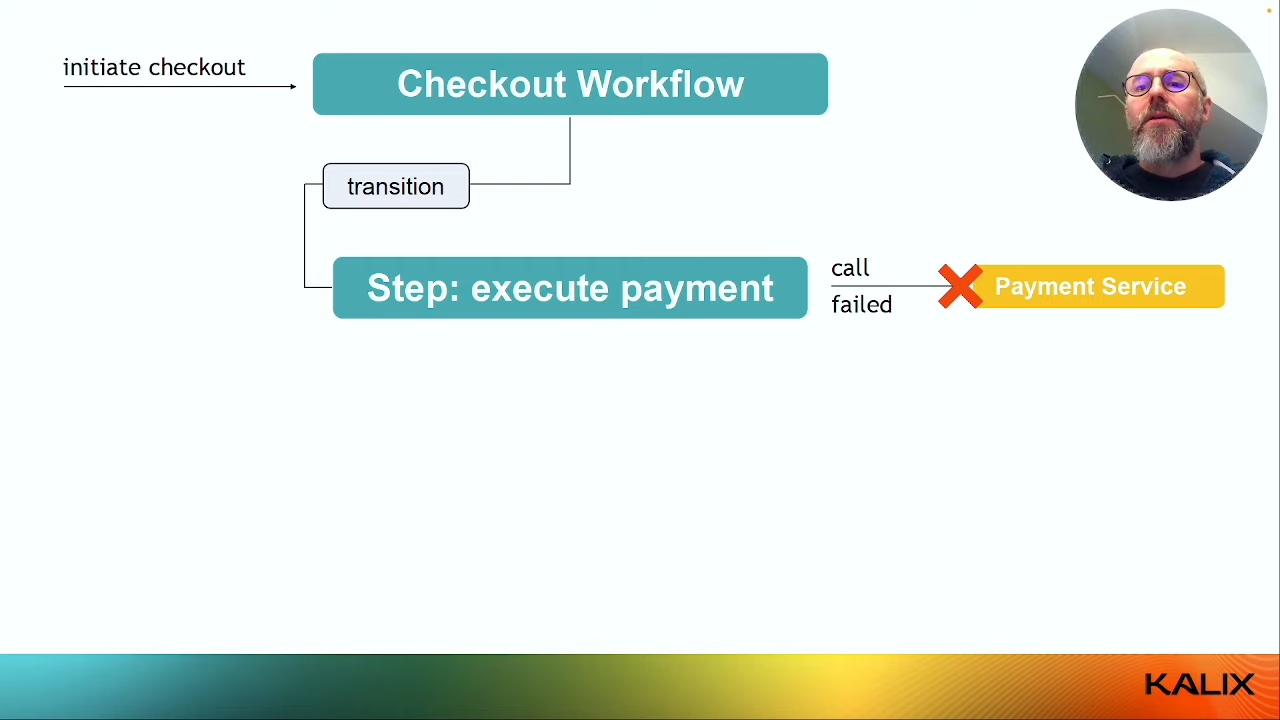 initiate checkout
Checkout Workflow
transition
Step: execute payment
call
failed
Payment Service
KALIX